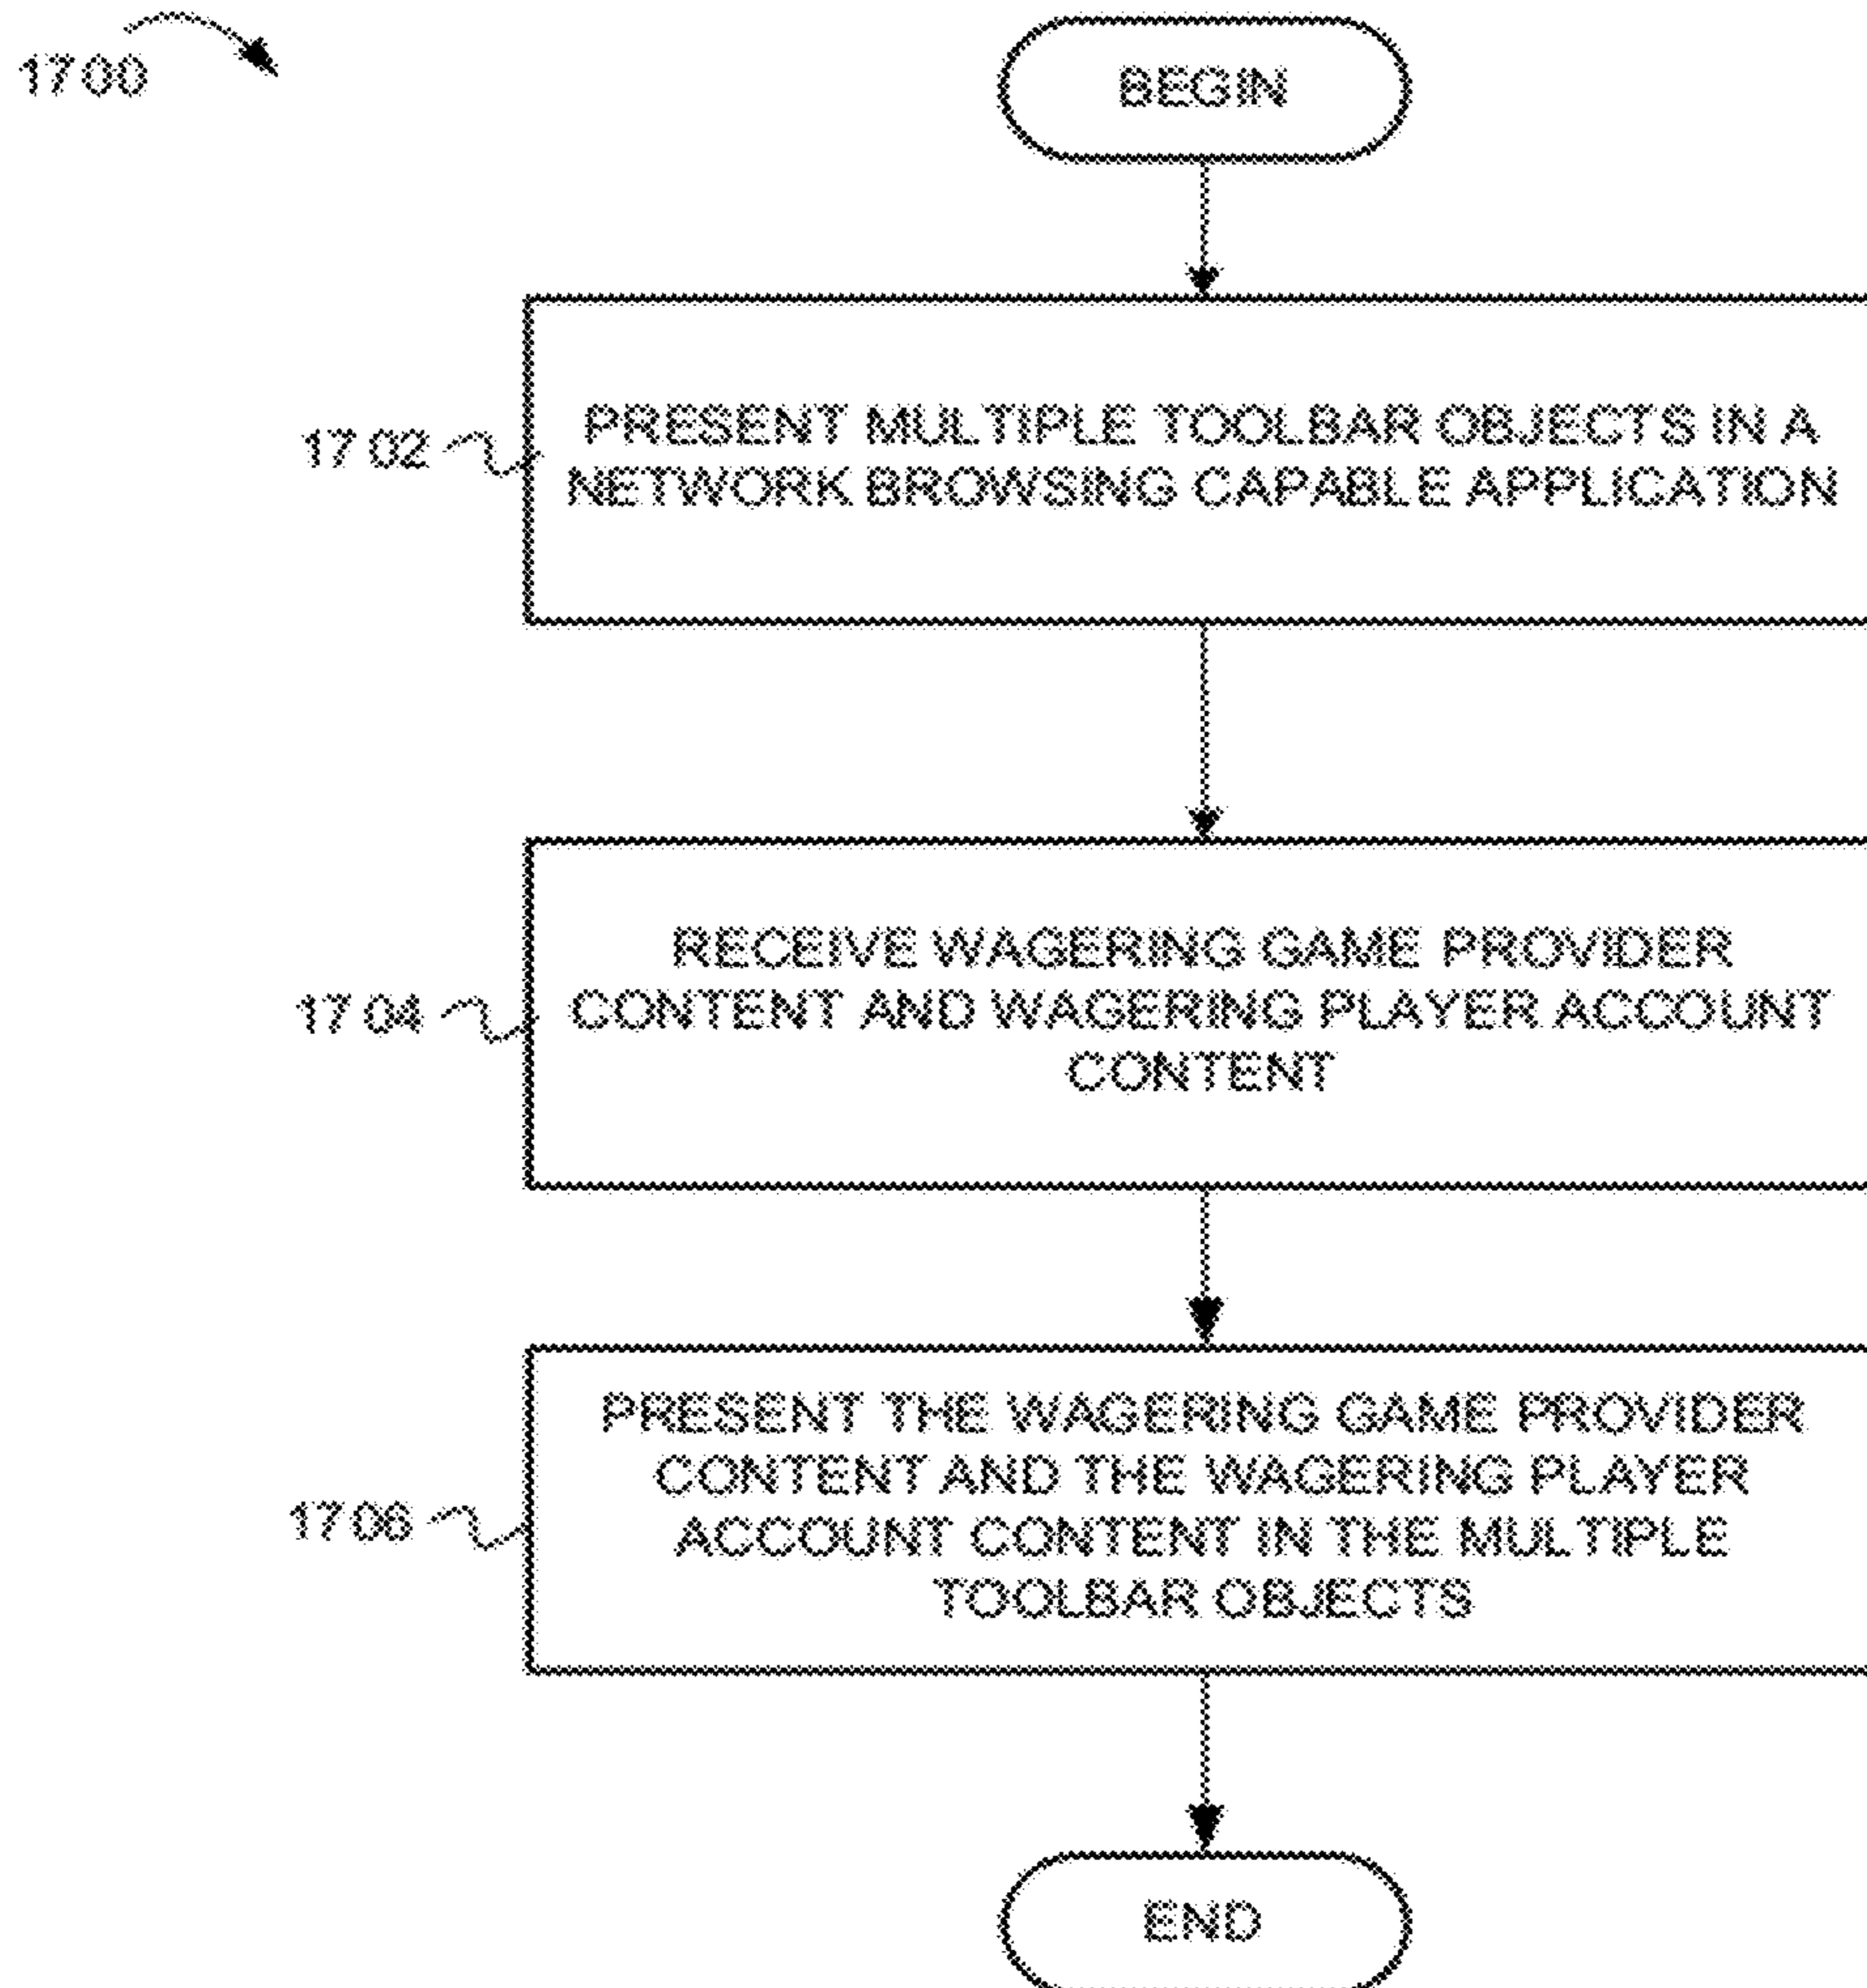 1700
BEGIN
1702
PRESENT MULTIPLE TOOLBAR OBJECTS IN A
NETWORK BROWSING CAPABLE APPLICATION
1704
RECEIVE WAGERING GAME PROVIDER
CONTENT AND WAGERING PLAYER ACCOUNT
CONTENT
1706
PRESENT THE WAGERING GAME PROVIDER
CONTENT AND THE WAGERING PLAYER
ACCOUNT CONTENT IN THE MULTIPLE
TOOLBAR OBJECTS
END